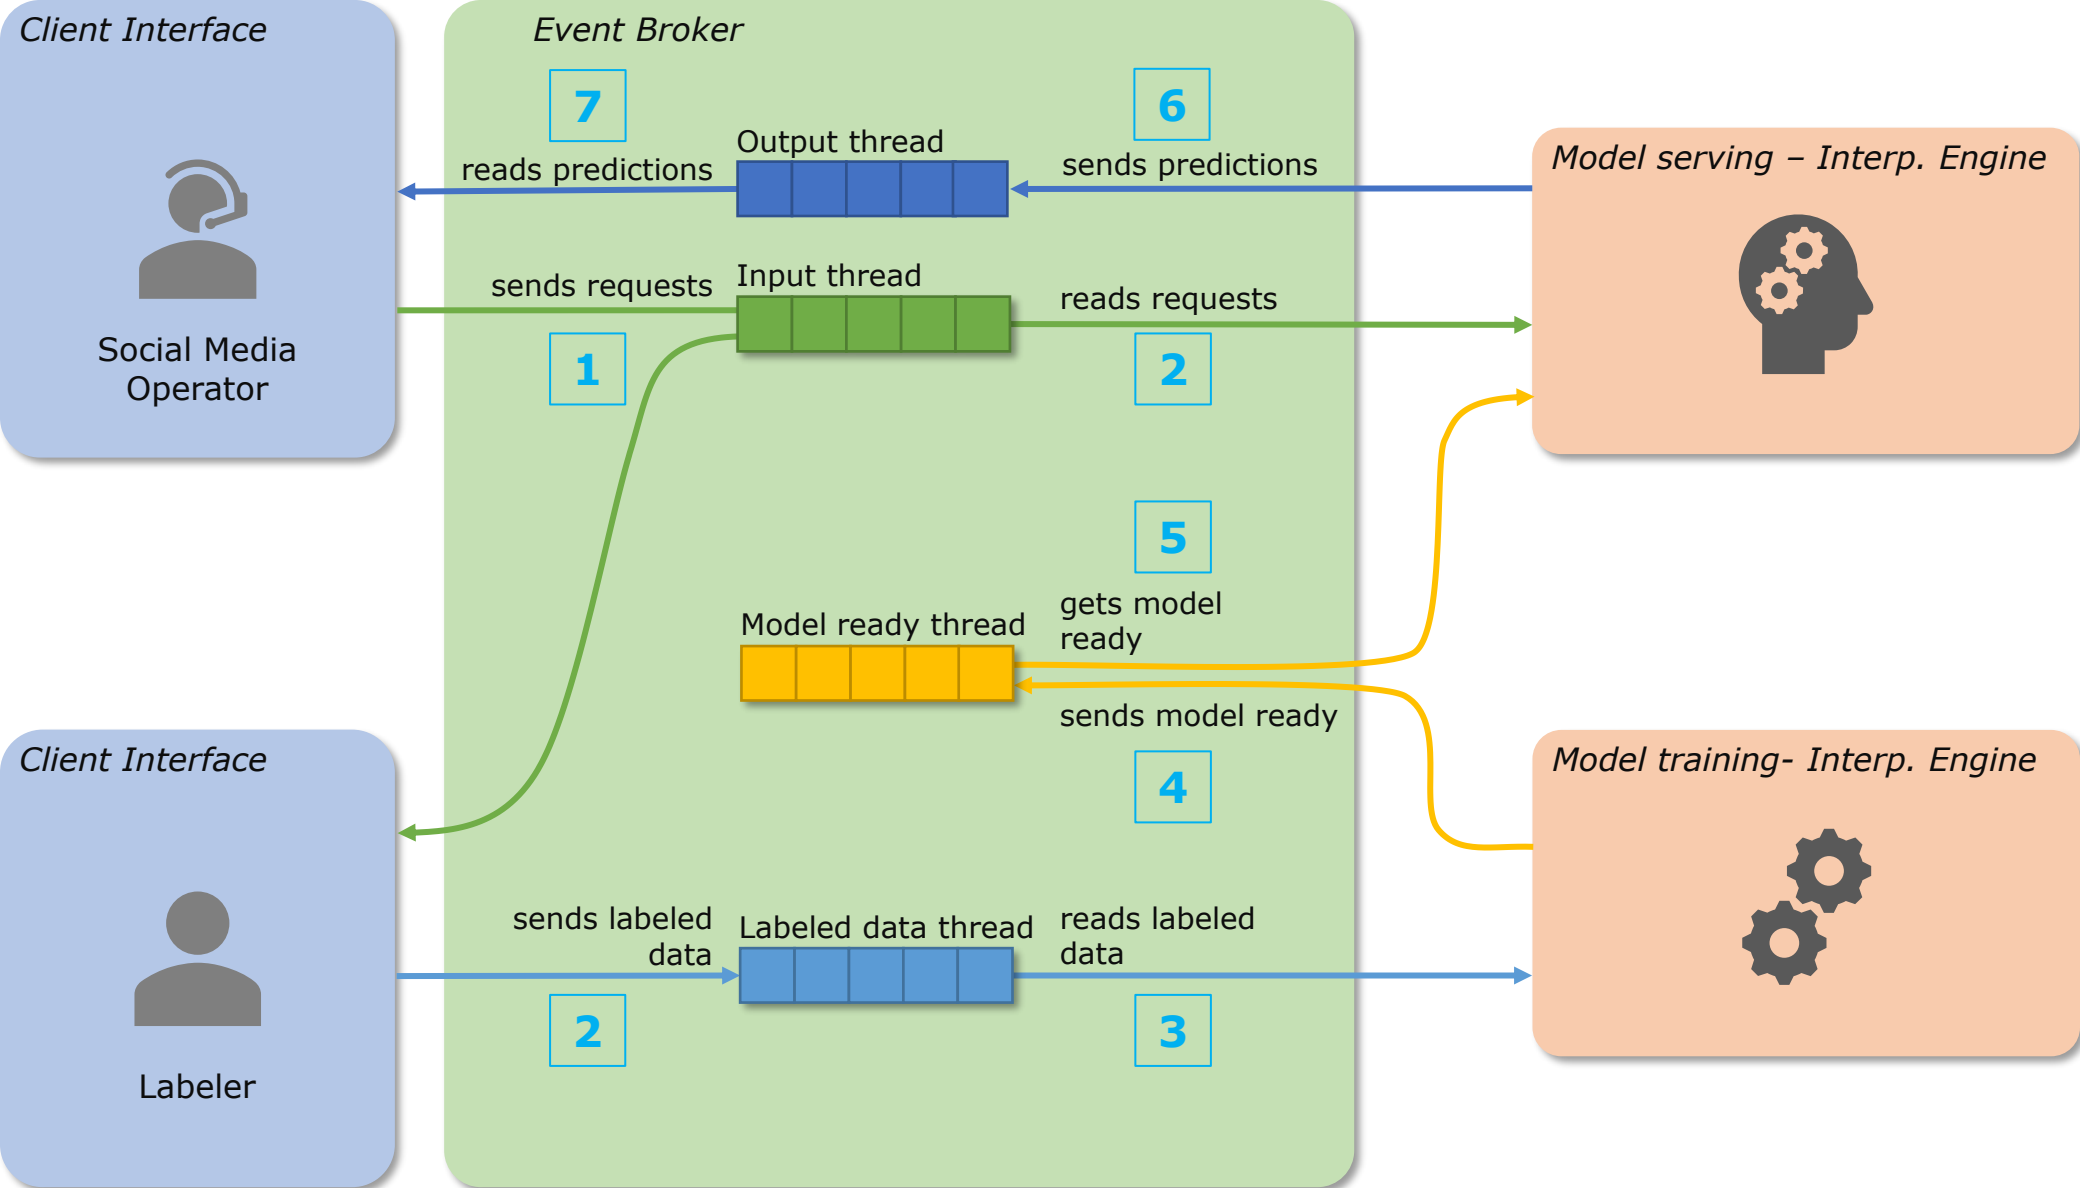 Client Interface
Social Media
Operator
Event Broker
7
reads predictions
Output thread
6
sends predictions
sends requests
1
Input thread
reads requests
2
Model serving – Interp. Engine
5
gets model
ready
Model ready thread
sends model ready
4
Client Interface
Labeler
sends labeled
data
2
Labeled data thread
reads labeled
data
3
Model training- Interp. Engine